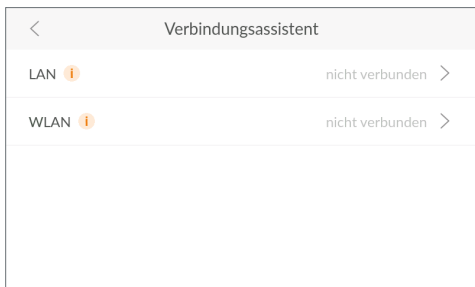 Verbindungsassistent
LAN i nicht verbunden
WLAN i nicht verbunden